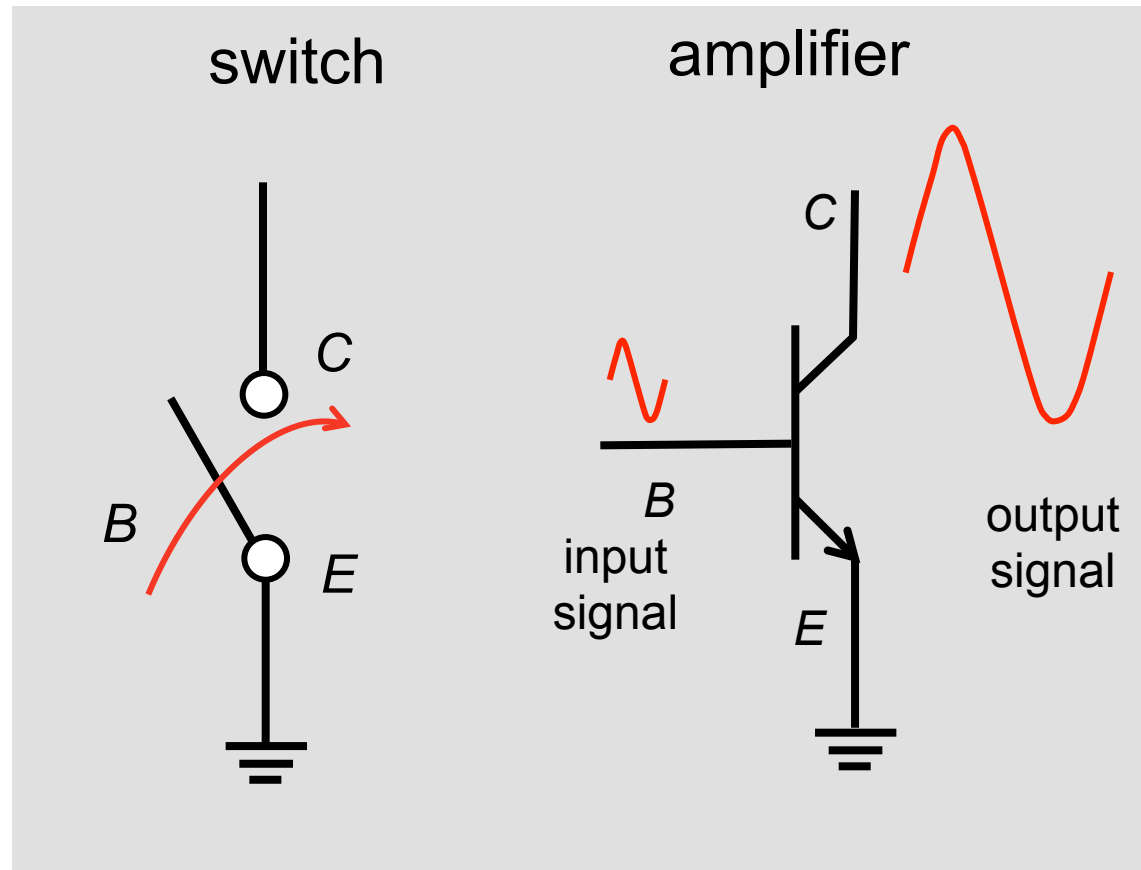 switch
amplifier
C
B
E
C
B
input
signal
E
output
signal